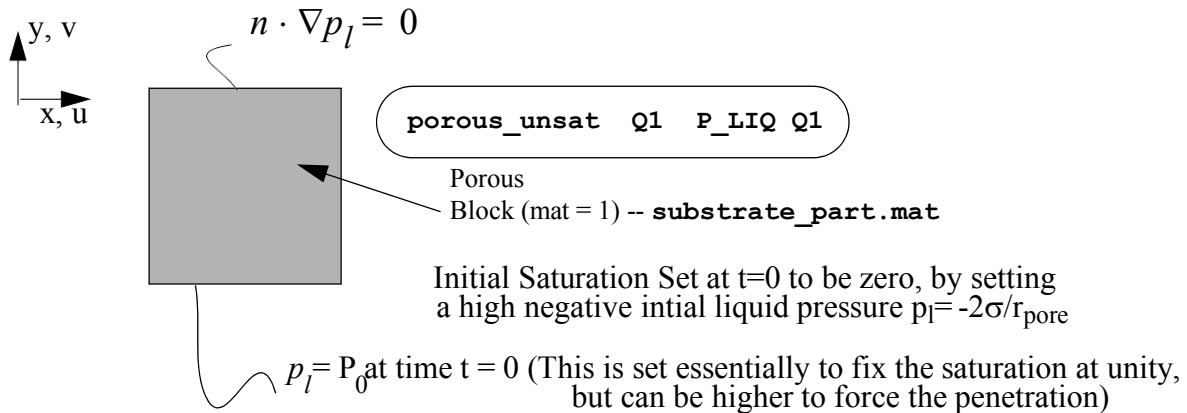 n · ∇p_l = 0
y, v
x, u
porous_unsat Q1 P_LIQ Q1
Porous
Block (mat = 1) -- substrate_part.mat
Initial Saturation Set at t=0 to be zero, by setting
a high negative intial liquid pressure p_l= -2σ/r_pore
p_l = P_0 at time t = 0 (This is set essentially to fix the saturation at unity,
but can be higher to force the penetration)